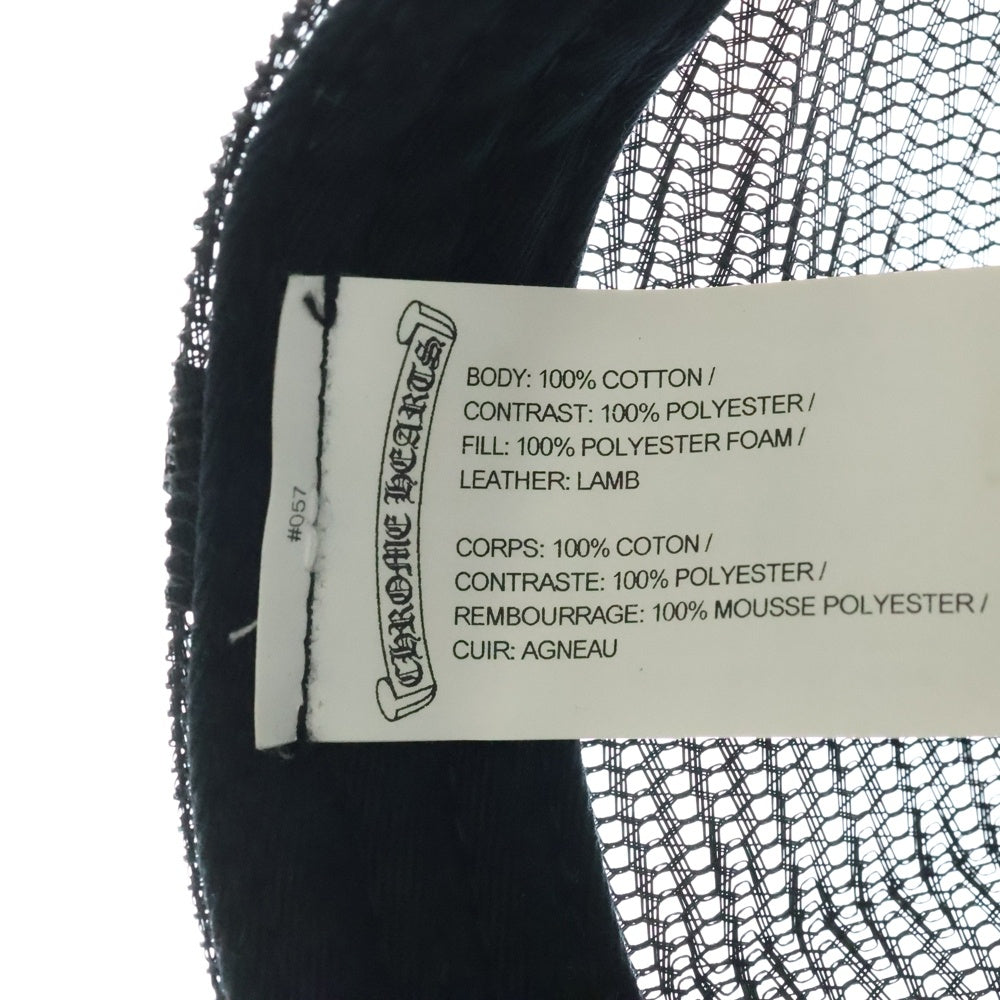 #057
CHROME HEARTS
BODY: 100% COTTON /
CONTRAST: 100% POLYESTER /
FILL: 100% POLYESTER FOAM /
LEATHER: LAMB
CORPS: 100% COTON /
CONTRASTE: 100% POLYESTER /
REMBOURRAGE: 100% MOUSSE POLYESTER /
CUIR: AGNEAU